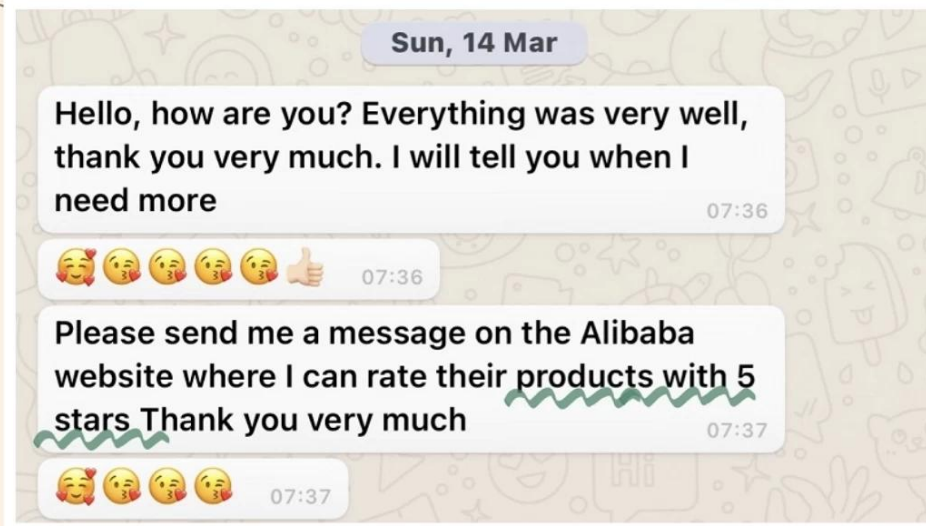 Sun, 14 Mar
Hello, how are you? Everything was very well,
thank you very much. I will tell you when I
need more
07:36
🥰😘😘😘😘👍🏻 07:36
Please send me a message on the Alibaba
website where I can rate their products with 5
stars Thank you very much
07:37
🥰😘😘😘 07:37